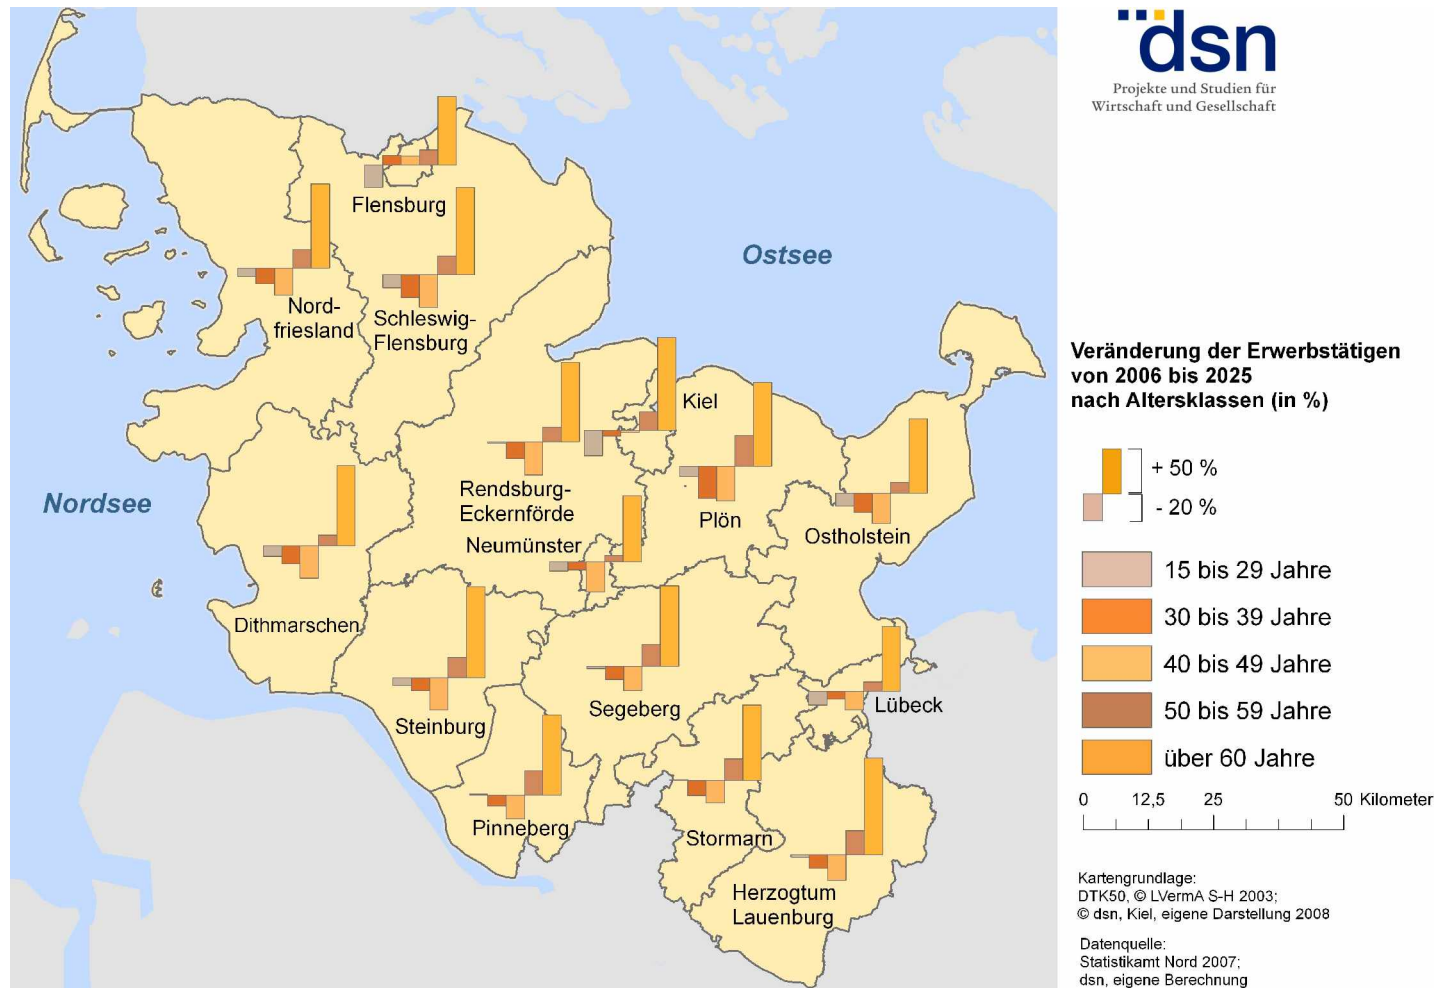 dsn
Projekte und Studien für
Wirtschaft und Gesellschaft
Flensburg
Ostsee
Nord-
friesland
Schleswig-
Flensburg
Kiel
Nordsee
Rendsburg-
Eckernförde
Plön
Ostholstein
Neumünster
Dithmarschen
Steinburg
Segeberg
Lübeck
Pinneberg
Stormarn
Herzogtum
Lauenburg
Veränderung der Erwerbstätigen
von 2006 bis 2025
nach Altersklassen (in %)
+ 50 %
- 20 %
15 bis 29 Jahre
30 bis 39 Jahre
40 bis 49 Jahre
50 bis 59 Jahre
über 60 Jahre
0 12,5 25 50 Kilometer
Kartengrundlage:
DTK50, © LVermA S-H 2003;
© dsn, Kiel, eigene Darstellung 2008
Datenquelle:
Statistikamt Nord 2007;
dsn, eigene Berechnung